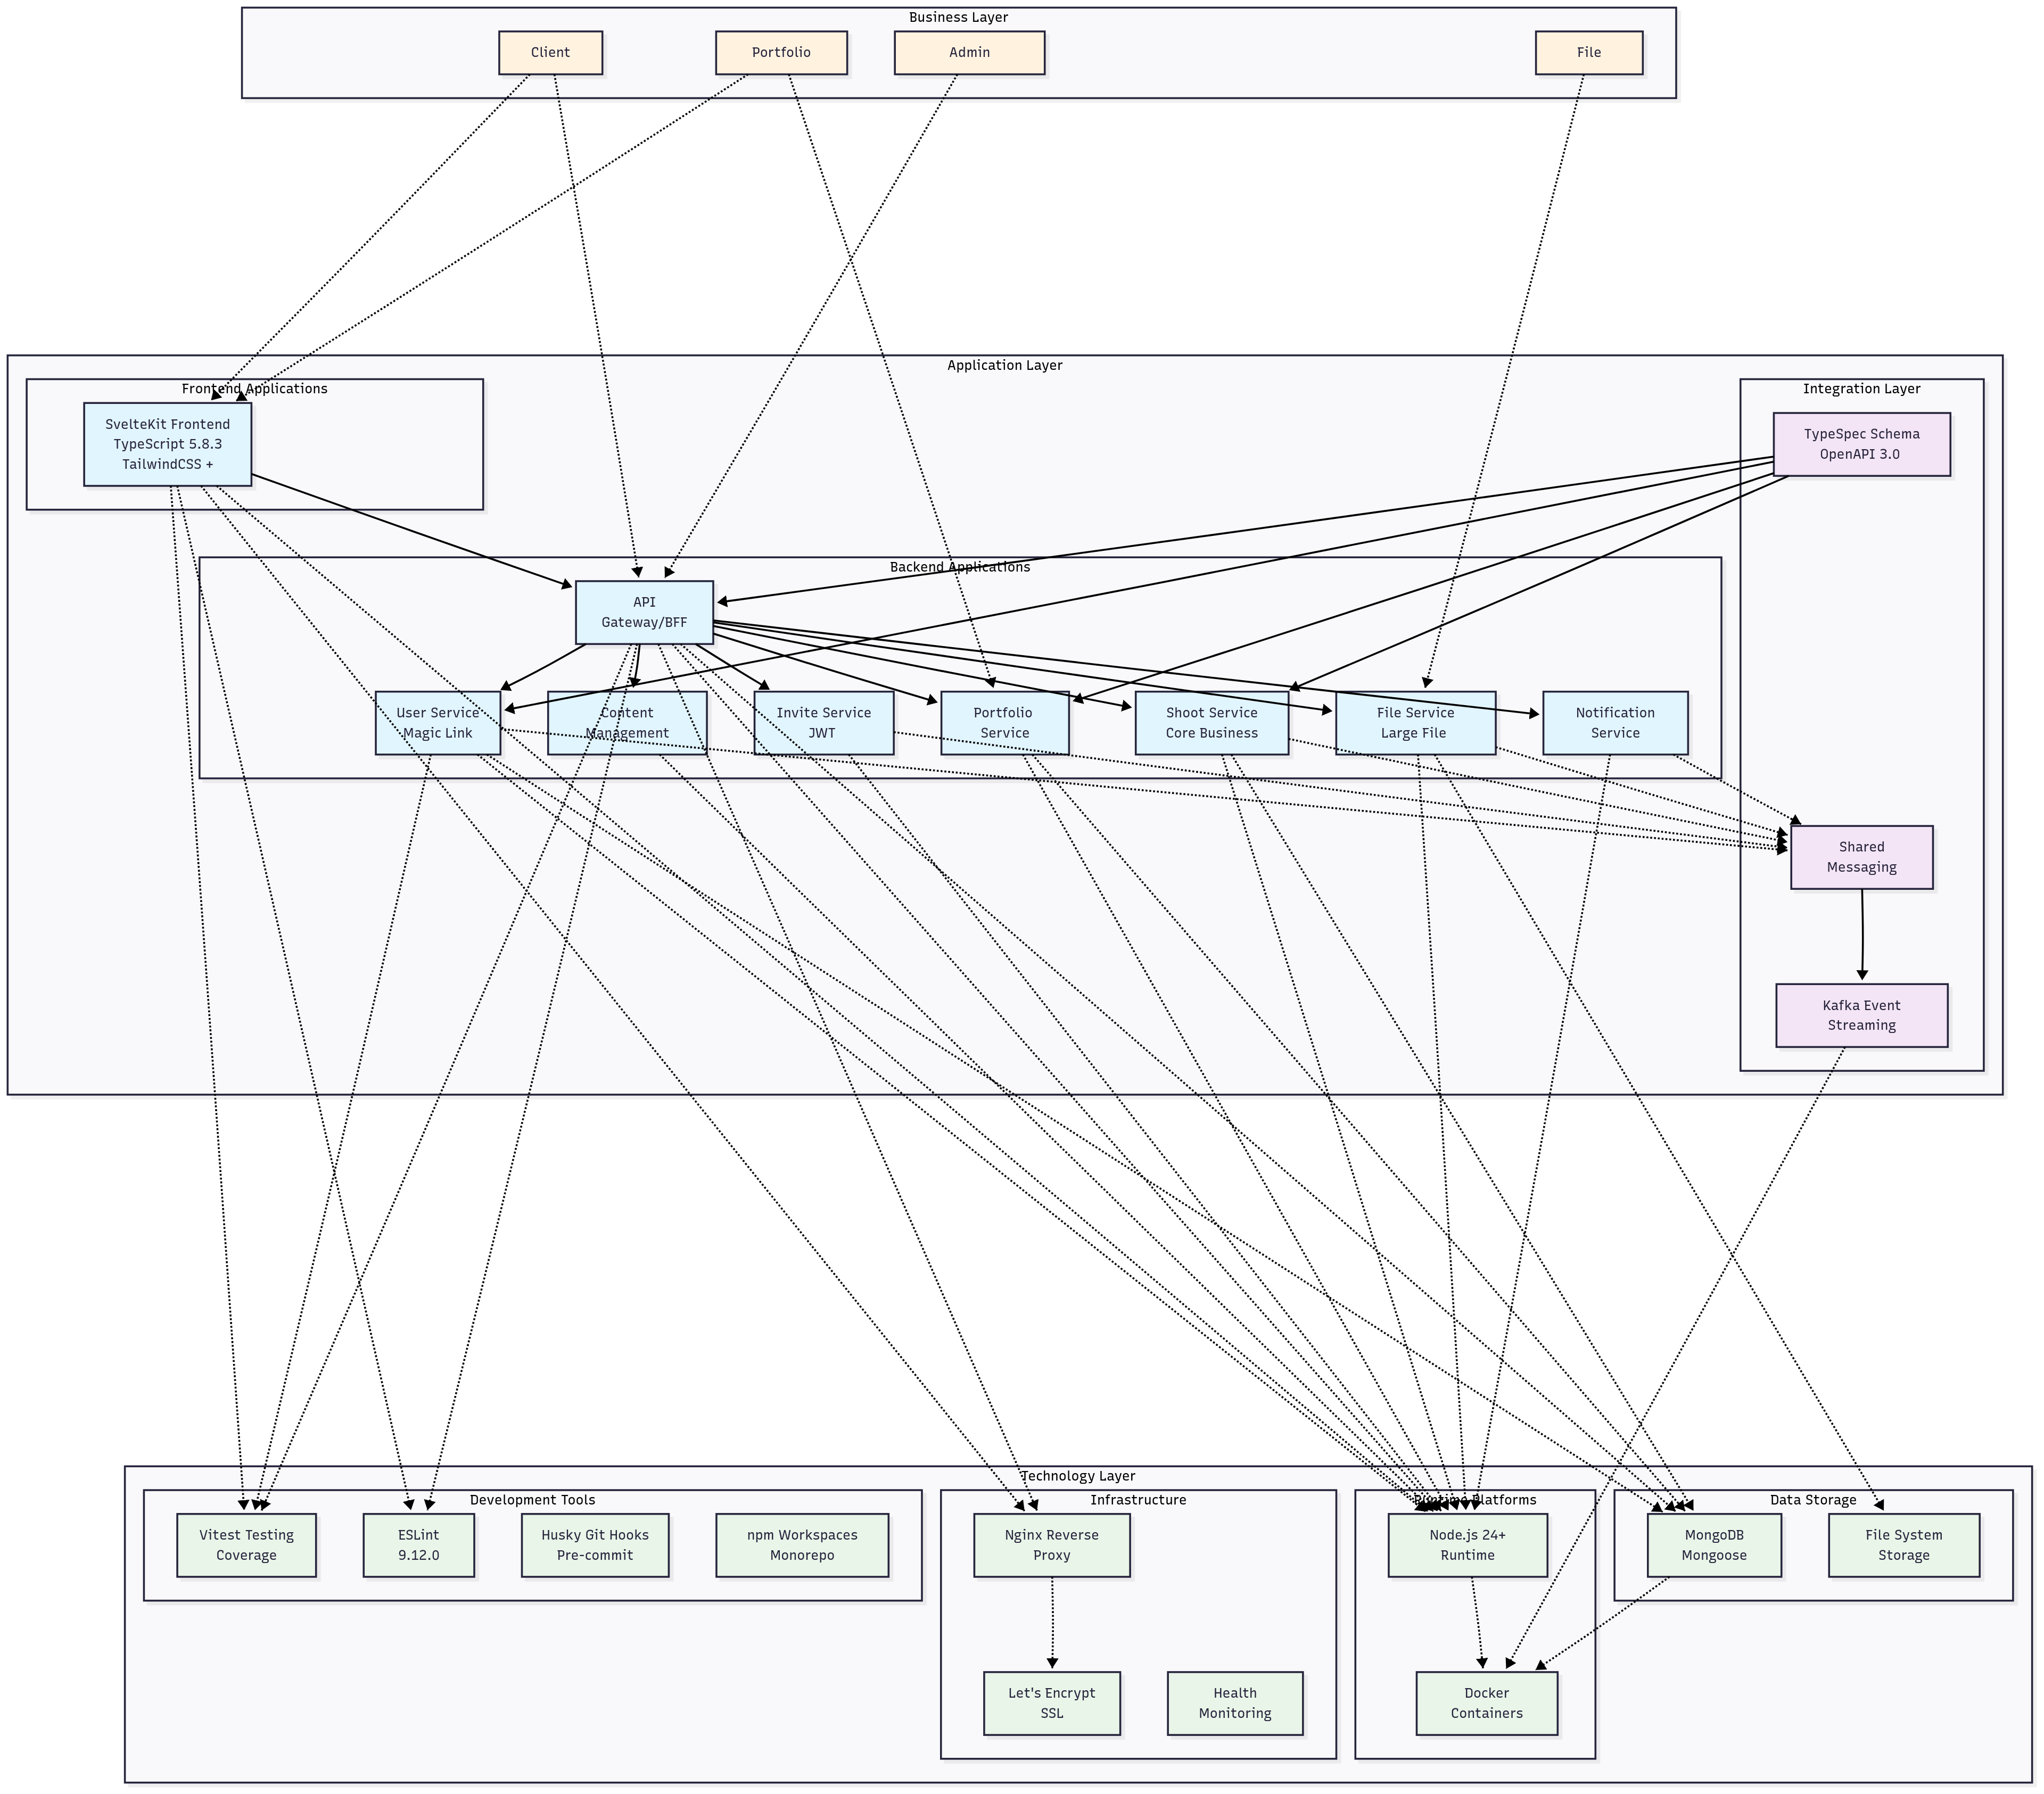 Business Layer
Client
Portfolio
Admin
File
Application Layer
Frontend Applications
SvelteKit Frontend
TypeScript 5.8.3
TailwindCSS +
Integration Layer
TypeSpec Schema
OpenAPI 3.0
Backend Applications
API
Gateway/BFF
User Service
Magic Link
Content
Management
Invite Service
JWT
Portfolio
Service
Shoot Service
Core Business
File Service
Large File
Notification
Service
Shared
Messaging
Kafka Event
Streaming
Technology Layer
Development Tools
Vitest Testing
Coverage
ESLint
9.12.0
Husky Git Hooks
Pre-commit
npm Workspaces
Monorepo
Infrastructure
Nginx Reverse
Proxy
Let's Encrypt
SSL
Health
Monitoring
Runtime Platforms
Node.js 24+
Runtime
Docker
Containers
Data Storage
MongoDB
Mongoose
File System
Storage